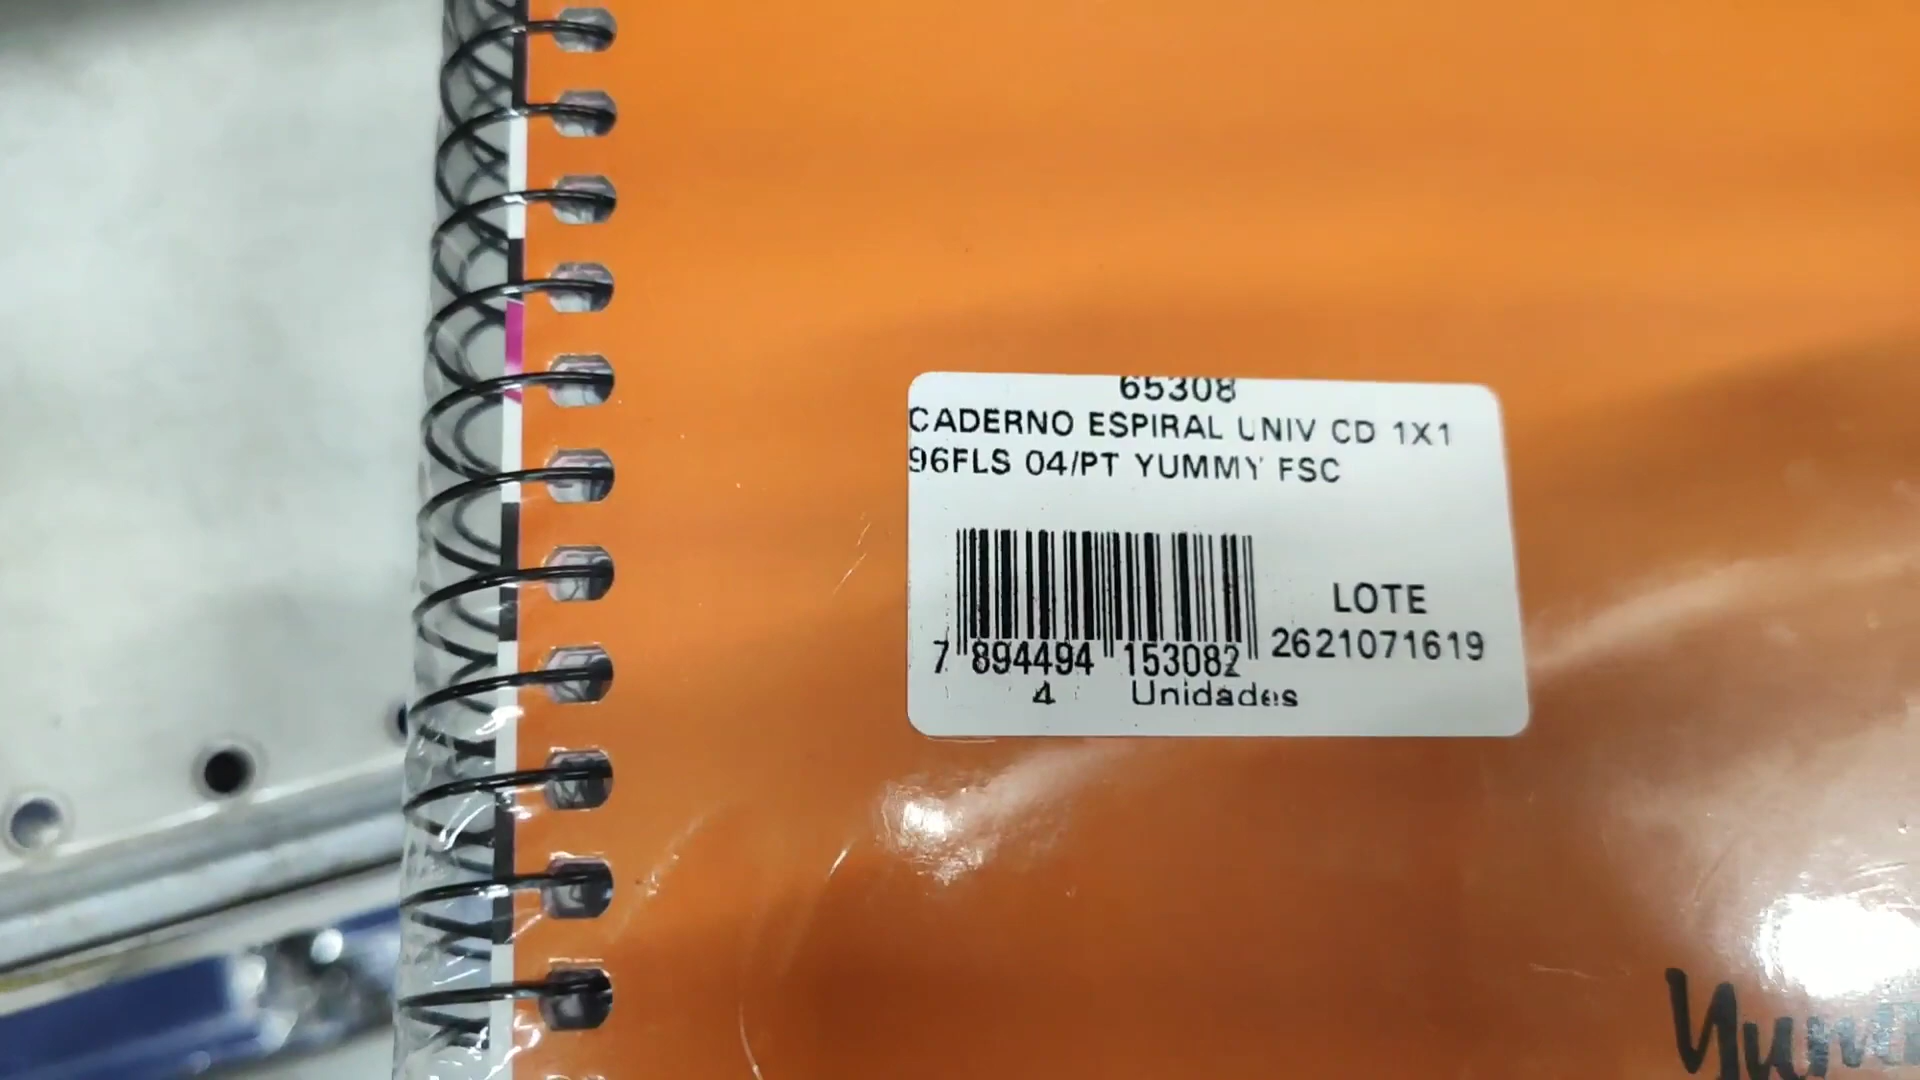 65308
CADERNO ESPIRAL UNIV CD 1X1
96FLS 04/PT YUMMY FSC
LOTE
7 894494 153082 2621071619
4 Unidades